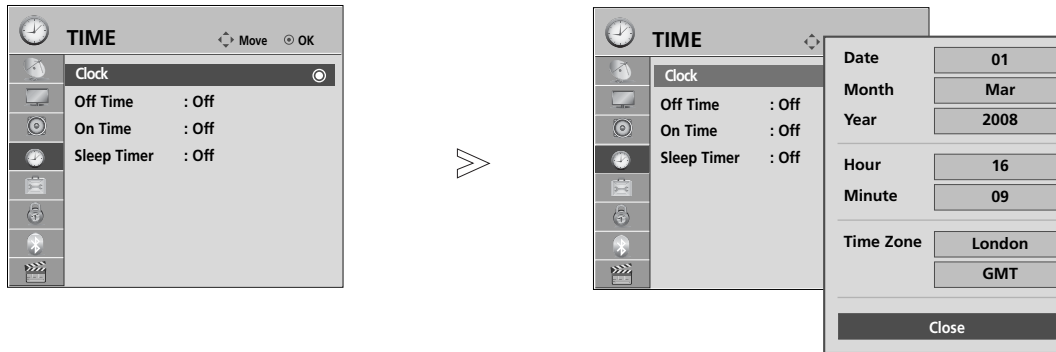 TIME Move OK
Clock
Off Time : Off
On Time : Off
Sleep Timer : Off
TIME
Clock
Off Time : Off
On Time : Off
Sleep Timer : Off
Date 01
Month Mar
Year 2008
Hour 16
Minute 09
Time Zone London
GMT
Close